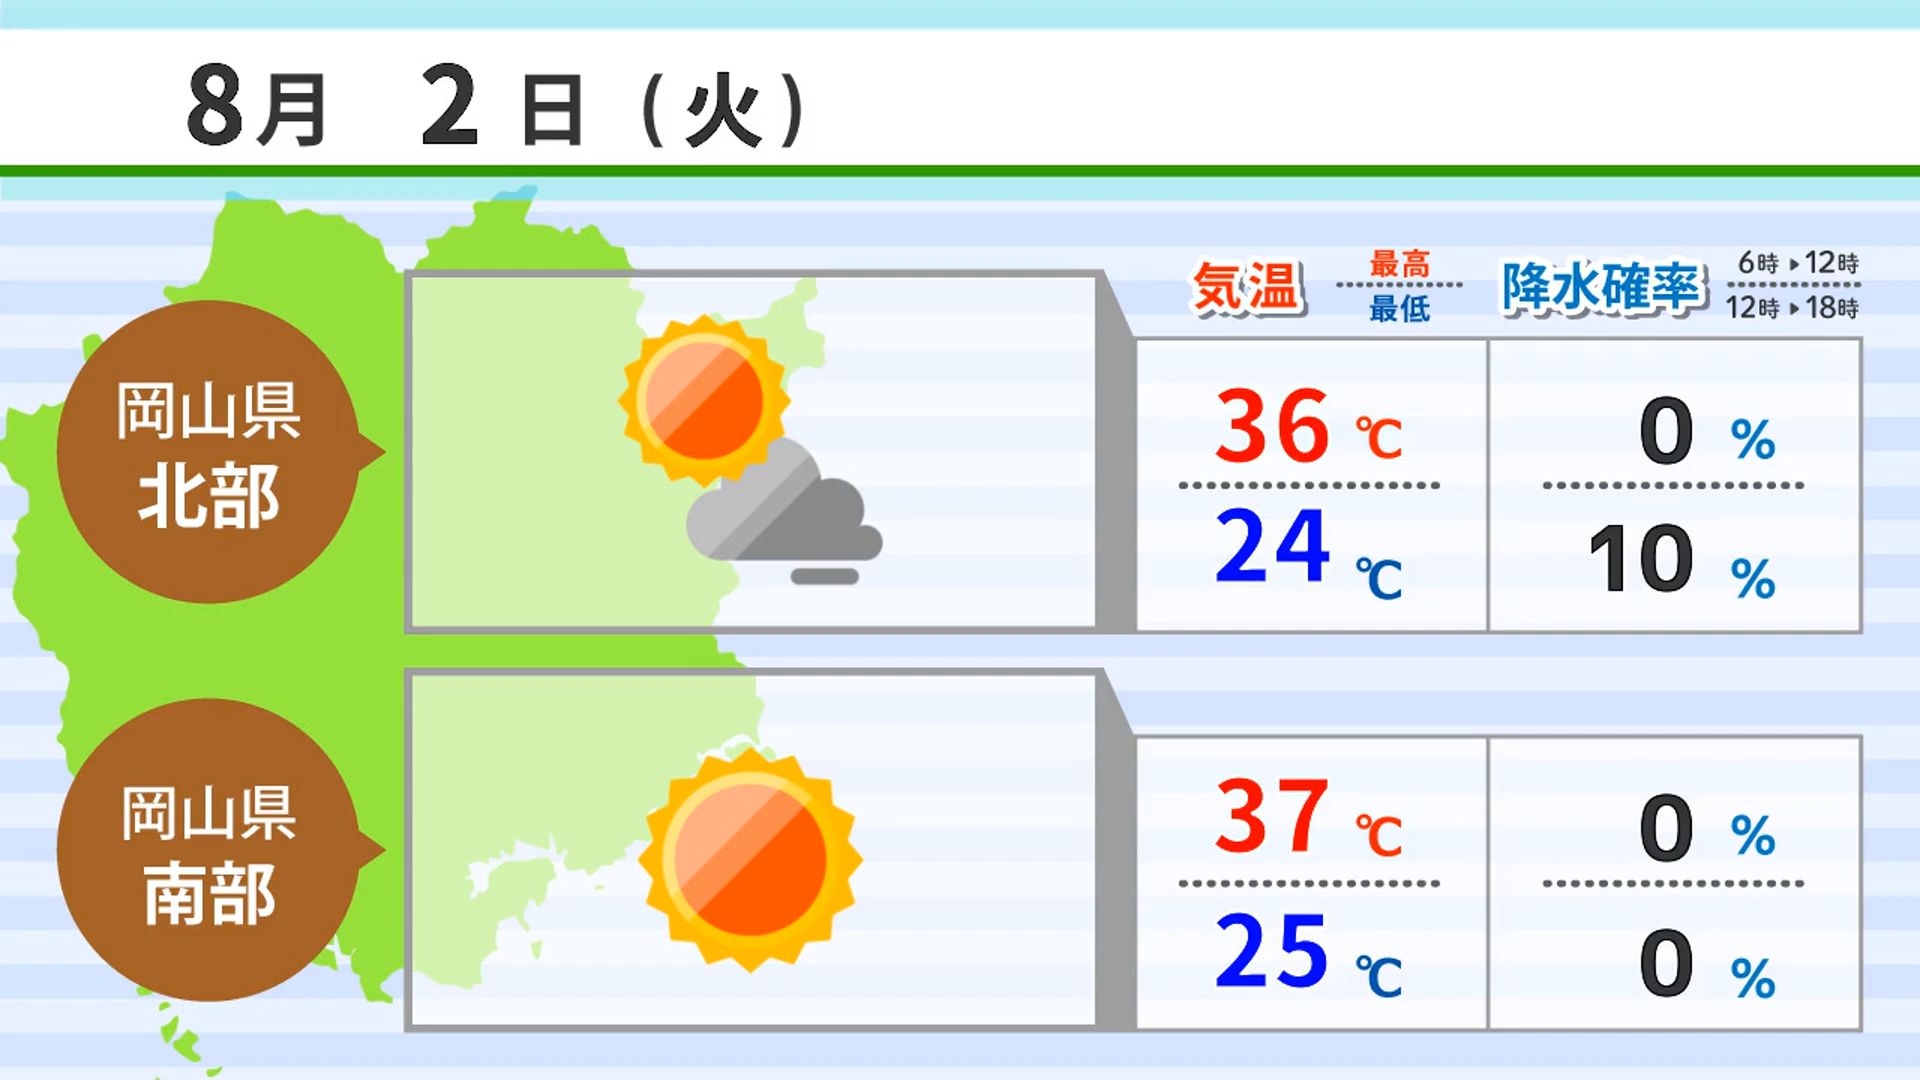 8月 2日（火）
気温 最高 最低 降水確率 6時▶12時 12時▶18時
岡山県
北部
36℃ 0%
24℃ 10%
岡山県
南部
37℃ 0%
25℃ 0%